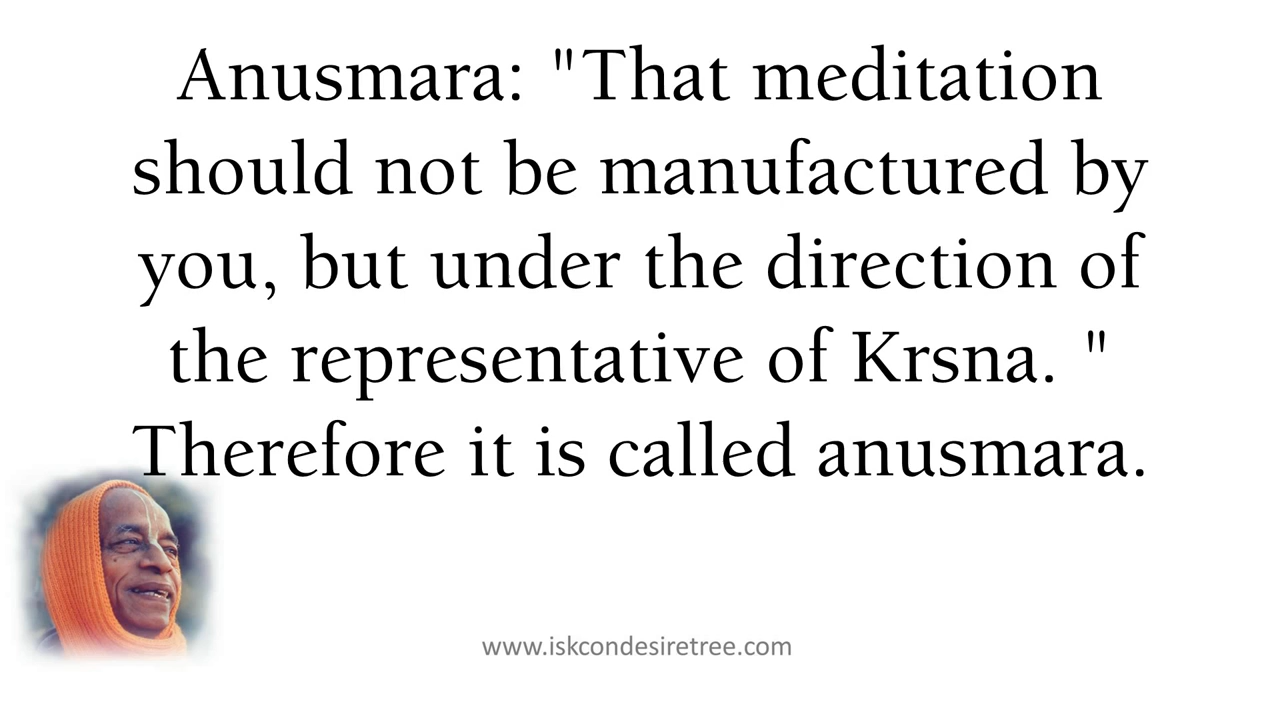 Anusmara: "That meditation
should not be manufactured by
you, but under the direction of
the representative of Krsna. "
Therefore it is called anusmara.
www.iskcondesiretree.com